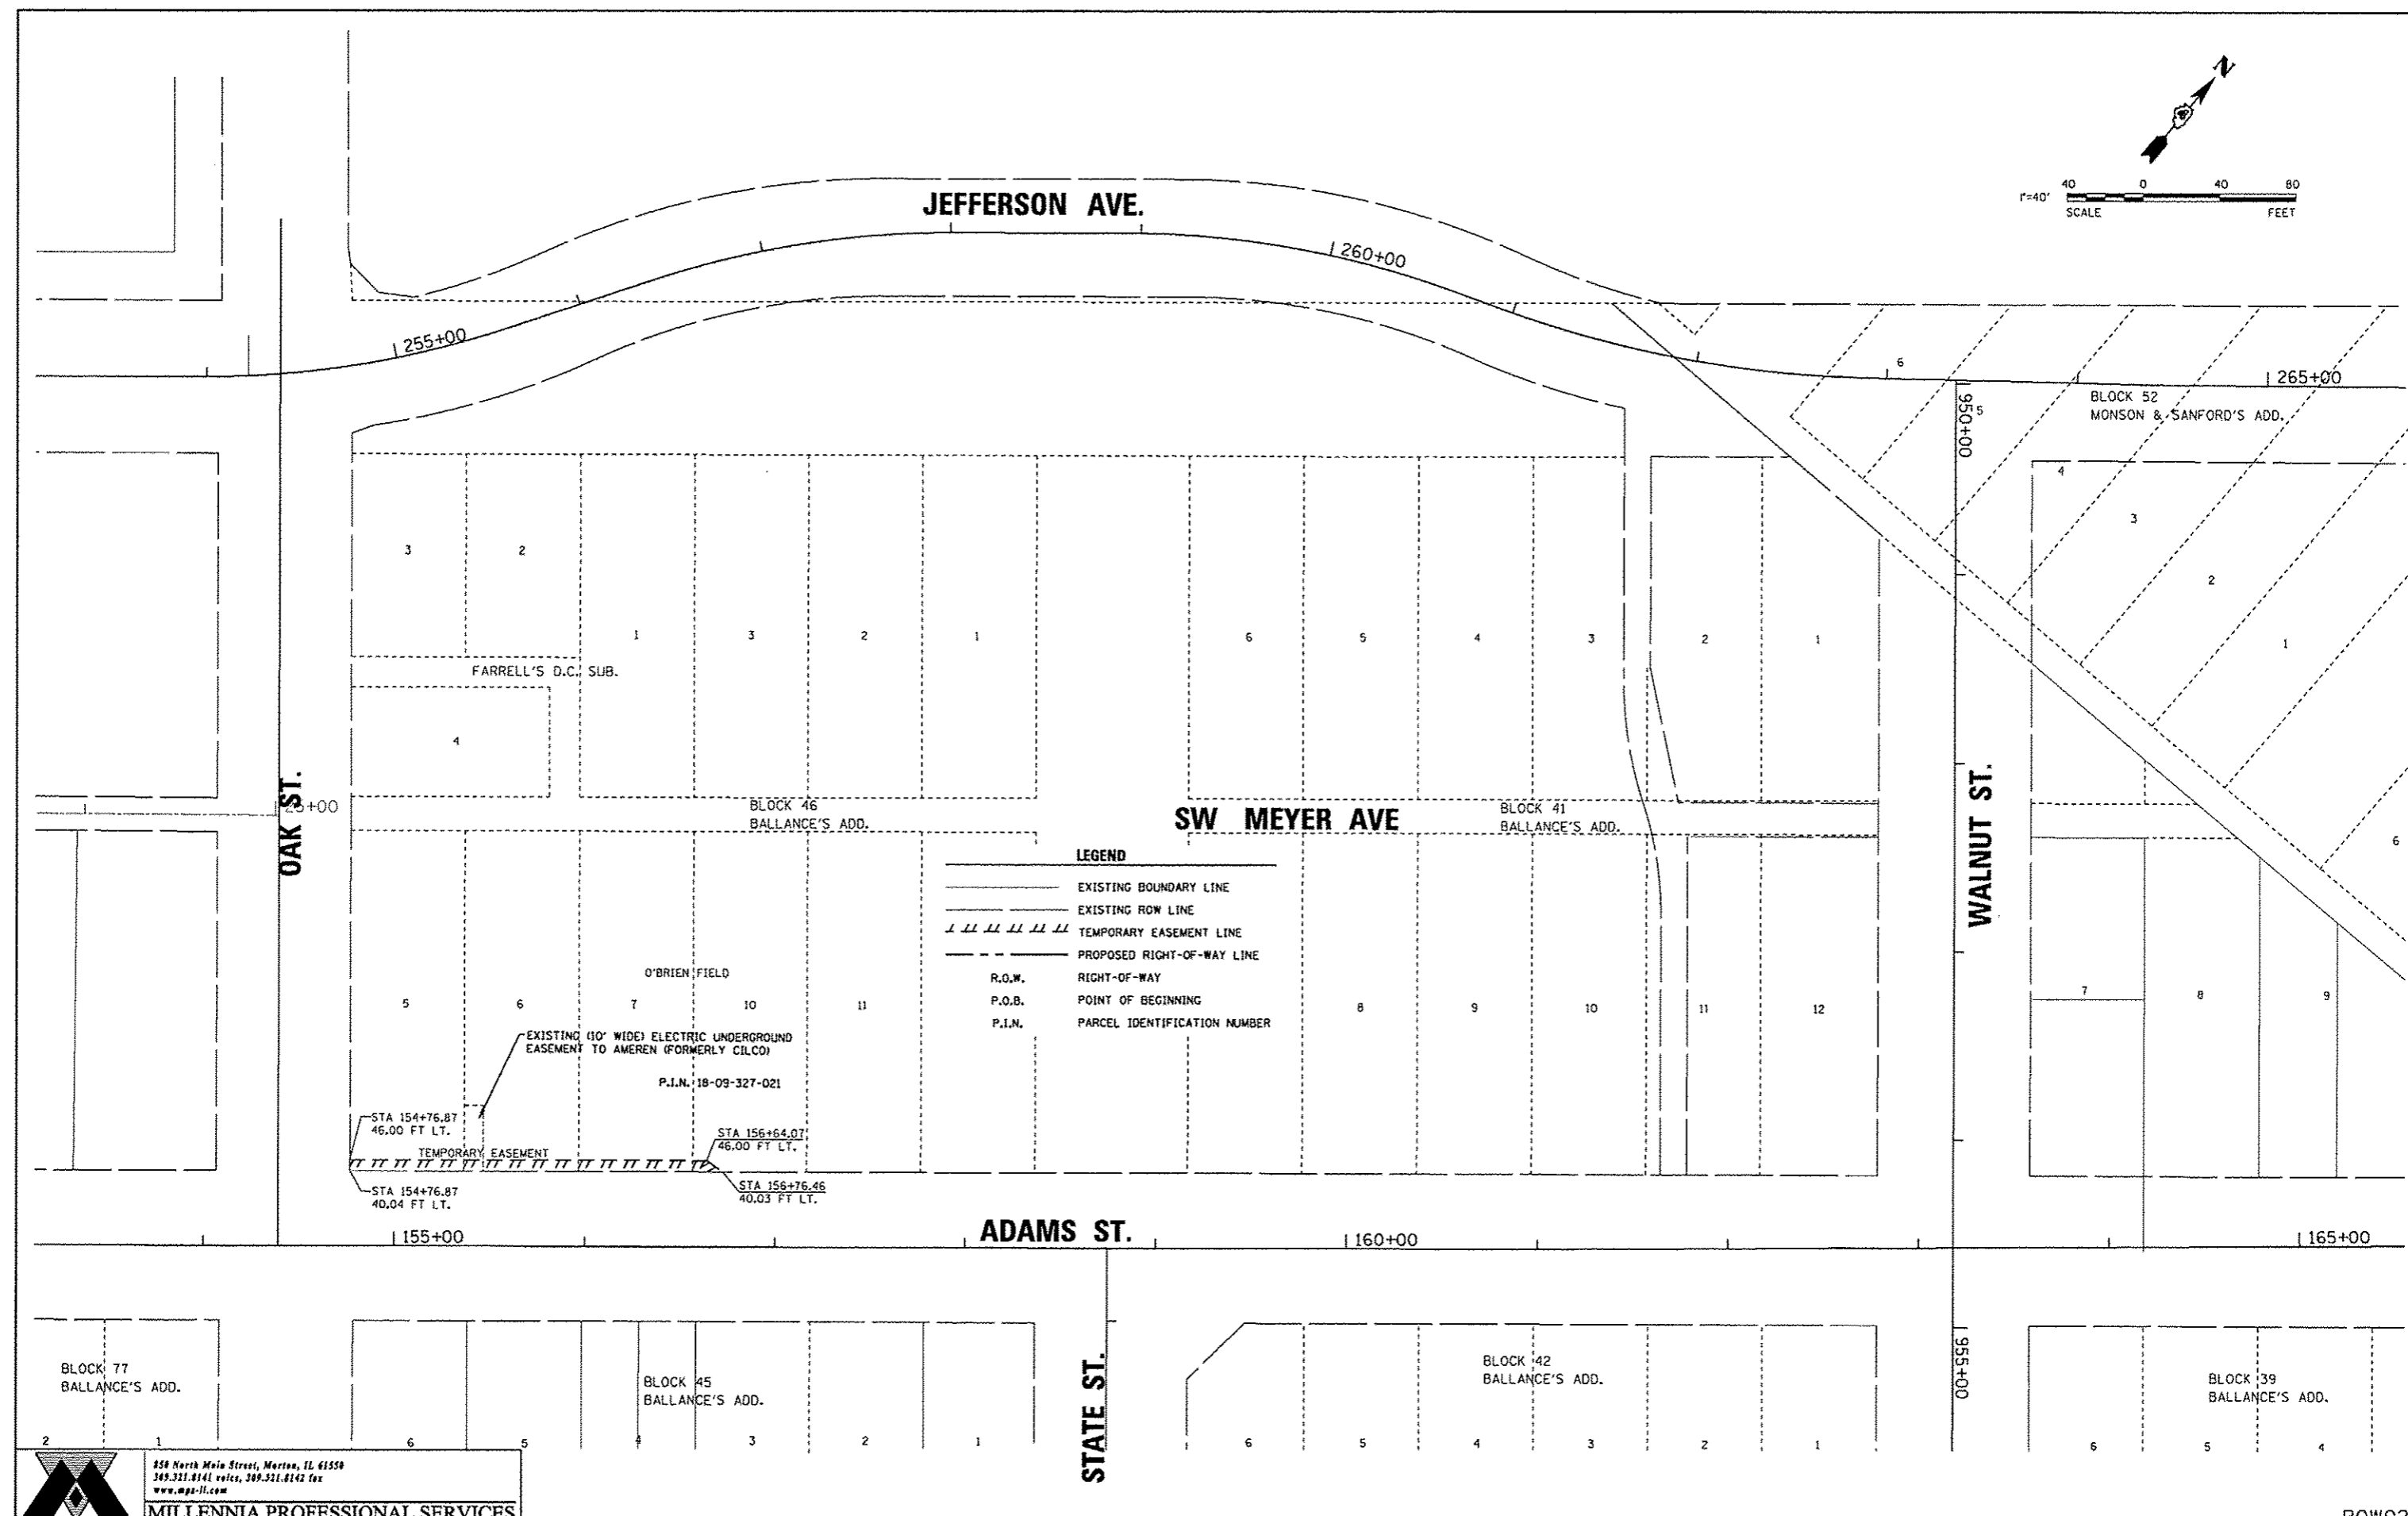 N
JEFFERSON AVE.
1"=40'
40 0 40 80
SCALE FEET
260+00
255+00
6
265+00
BLOCK 52
MONSON & SANFORD'S ADD.
950+00
5
4
3
2
1
6
3
2
1
3
2
1
6
5
4
3
2
1
FARRELL'S D.C. SUB.
4
OAK ST.
BLOCK 46
BALLANCE'S ADD.
SW MEYER AVE
BLOCK 41
BALLANCE'S ADD.
WALNUT ST.
LEGEND
EXISTING BOUNDARY LINE
EXISTING ROW LINE
TEMPORARY EASEMENT LINE
PROPOSED RIGHT-OF-WAY LINE
R.O.W. RIGHT-OF-WAY
P.O.B. POINT OF BEGINNING
P.I.N. PARCEL IDENTIFICATION NUMBER
O'BRIEN FIELD
5
6
7
10
11
8
9
10
11
12
7
8
9
EXISTING (10' WIDE) ELECTRIC UNDERGROUND
EASEMENT TO AMEREN (FORMERLY CILCO)
P.I.N. 18-09-327-021
STA 154+76.87
46.00 FT LT.
TEMPORARY EASEMENT
STA 156+64.07
46.00 FT LT.
STA 154+76.87
40.04 FT LT.
STA 156+76.46
40.03 FT LT.
155+00
ADAMS ST.
160+00
165+00
STATE ST.
955+00
BLOCK 77
BALLANCE'S ADD.
BLOCK 45
BALLANCE'S ADD.
BLOCK 42
BALLANCE'S ADD.
BLOCK 39
BALLANCE'S ADD.
2
1
6
5
4
3
2
1
6
5
4
3
2
1
6
5
4
850 North Main Street, Morton, IL 61550
309.321.8141 voice, 309.321.8142 fax
www.mps-il.com
MILLENNIA PROFESSIONAL SERVICES